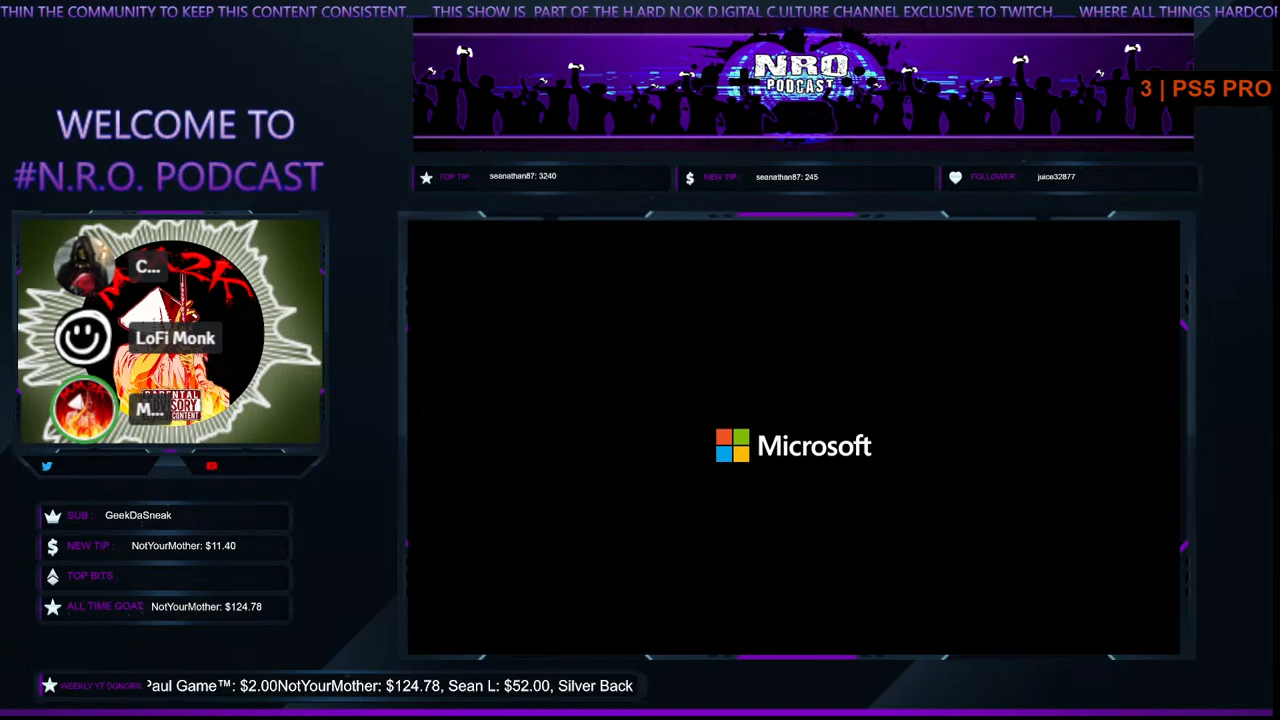 THIN THE COMMUNITY TO KEEP THIS CONTENT CONSISTENT...... THIS SHOW IS PART OF THE H.ARD N.OK D.IGITAL C.ULTURE CHANNEL EXCLUSIVE TO TWITCH...... WHERE ALL THINGS HARDCO
NRO
PODCAST
3 | PS5 PRO
WELCOME TO
#N.R.O. PODCAST
TOP TIP seanathan87: 3240
NEW TIP : seanathan87: 245
FOLLOWER : juice32877
C...
LoFi Monk
M...
PARENTAL
ADVISORY
CONTENT
Microsoft
SUB : GeekDaSneak
NEW TIP : NotYourMother: $11.40
TOP BITS
ALL TIME GOAT: NotYourMother: $124.78
WEEKLY YT DONORS: Paul Game™: $2.00NotYourMother: $124.78, Sean L: $52.00, Silver Back